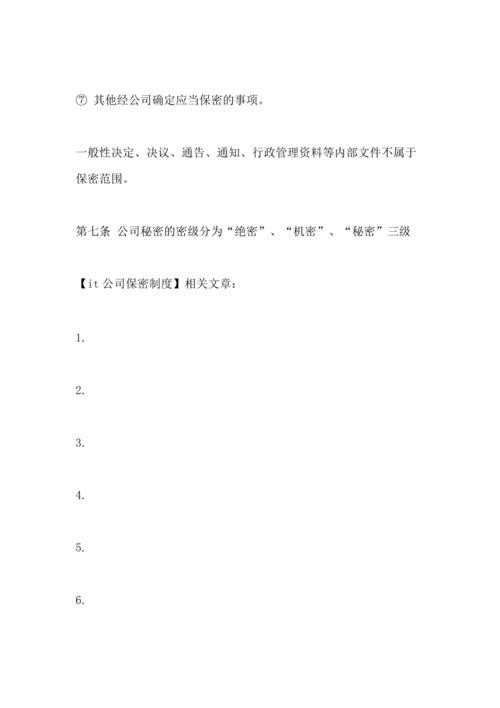 ⑦ 其他经公司确定应当保密的事项。
一般性决定、决议、通告、通知、行政管理资料等内部文件不属于
保密范围。
第七条 公司秘密的密级分为“绝密”、“机密”、“秘密”三级
【it公司保密制度】相关文章：
1.
2.
3.
4.
5.
6.